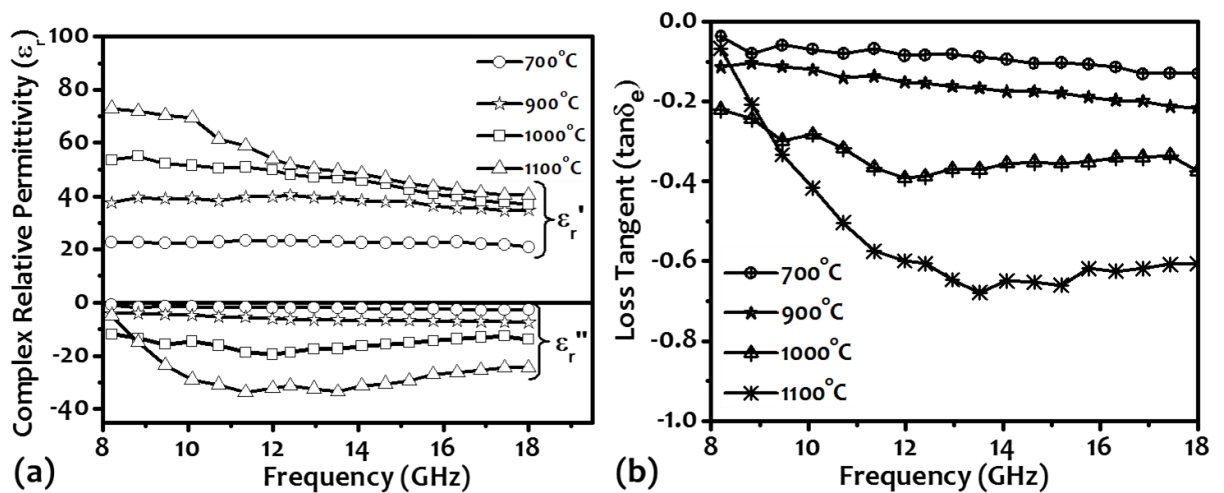 Complex Relative Permittivity (εr)
100
80
60
40
20
0
-20
-40
700°C
900°C
1000°C
1100°C
εr'
εr"
8
10
12
14
16
18
Frequency (GHz)
(a)
Loss Tangent (tanδe)
0.0
-0.2
-0.4
-0.6
-0.8
-1.0
700°C
900°C
1000°C
1100°C
8
10
12
14
16
18
Frequency (GHz)
(b)